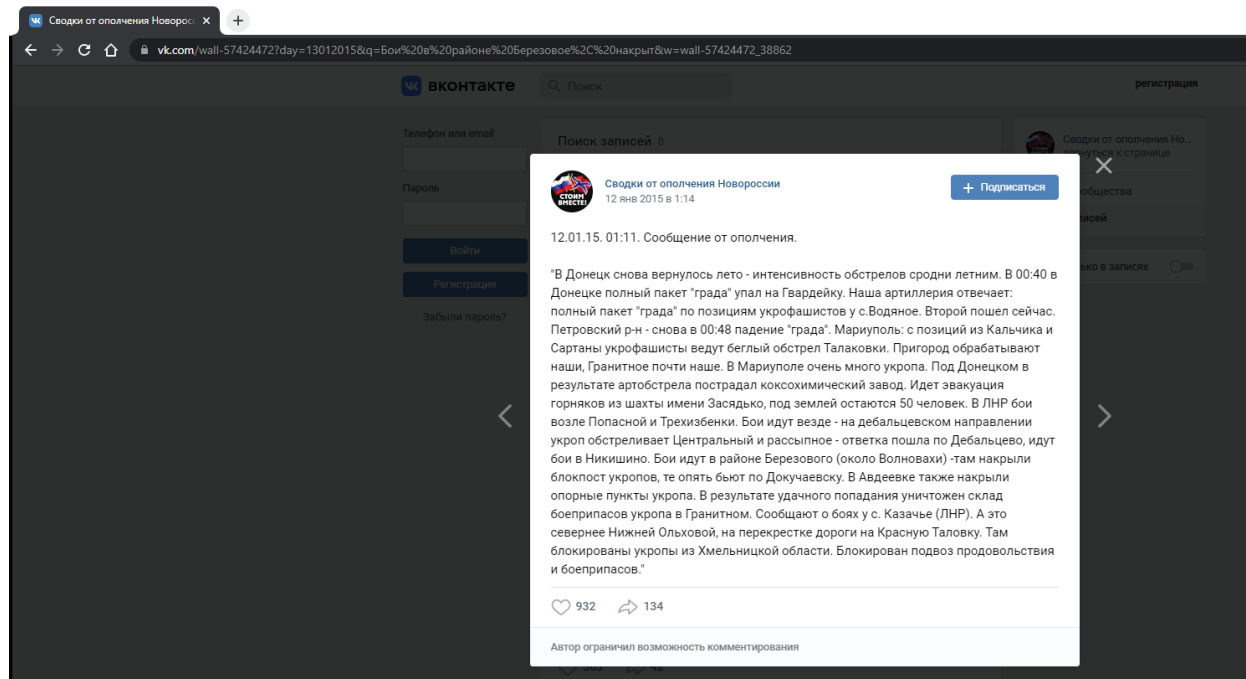 Сводки от ополчения Новоросс
vk.com/wall-57424472?day=13012015&q=Бои%20в%20районе%20Березовое%2C%20накрыт&w=wall-57424472_38862
вконтакте
Поиск
регистрация
Телефон или email
Пароль
Войти
Регистрация
Забыли пароль?
Поиск записей 8
Сводки от ополчения Но...
вернуться к странице
Сводки от ополчения Новороссии
12 янв 2015 в 1:14
Подписаться
СТОИМ
ВМЕСТЕ!
12.01.15. 01:11. Сообщение от ополчения.
"В Донецк снова вернулось лето - интенсивность обстрелов сродни летним. В 00:40 в
Донецке полный пакет "града" упал на Гвардейку. Наша артиллерия отвечает:
полный пакет "града" по позициям укрофашистов у с.Водяное. Второй пошел сейчас.
Петровский р-н - снова в 00:48 падение "града". Мариуполь: с позиций из Кальчика и
Сартаны укрофашисты ведут беглый обстрел Талаковки. Пригород обрабатывают
наши, Гранитное почти наше. В Мариуполе очень много укропа. Под Донецком в
результате артобстрела пострадал коксохимический завод. Идет эвакуация
горняков из шахты имени Засядько, под землей остаются 50 человек. В ЛНР бои
возле Попасной и Трехизбенки. Бои идут везде - на дебальцевском направлении
укроп обстреливает Центральный и рассыпное - ответка пошла по Дебальцево, идут
бои в Никишино. Бои идут в районе Березового (около Волновахи) -там накрыли
блокпост укропов, те опять бьют по Докучаевску. В Авдеевке также накрыли
опорные пункты укропа. В результате удачного попадания уничтожен склад
боеприпасов укропа в Гранитном. Сообщают о боях у с. Казачье (ЛНР). А это
севернее Нижней Ольховой, на перекрестке дороги на Красную Таловку. Там
блокированы укропы из Хмельницкой области. Блокирован подвоз продовольствия
и боеприпасов."
932 134
Автор ограничил возможность комментирования